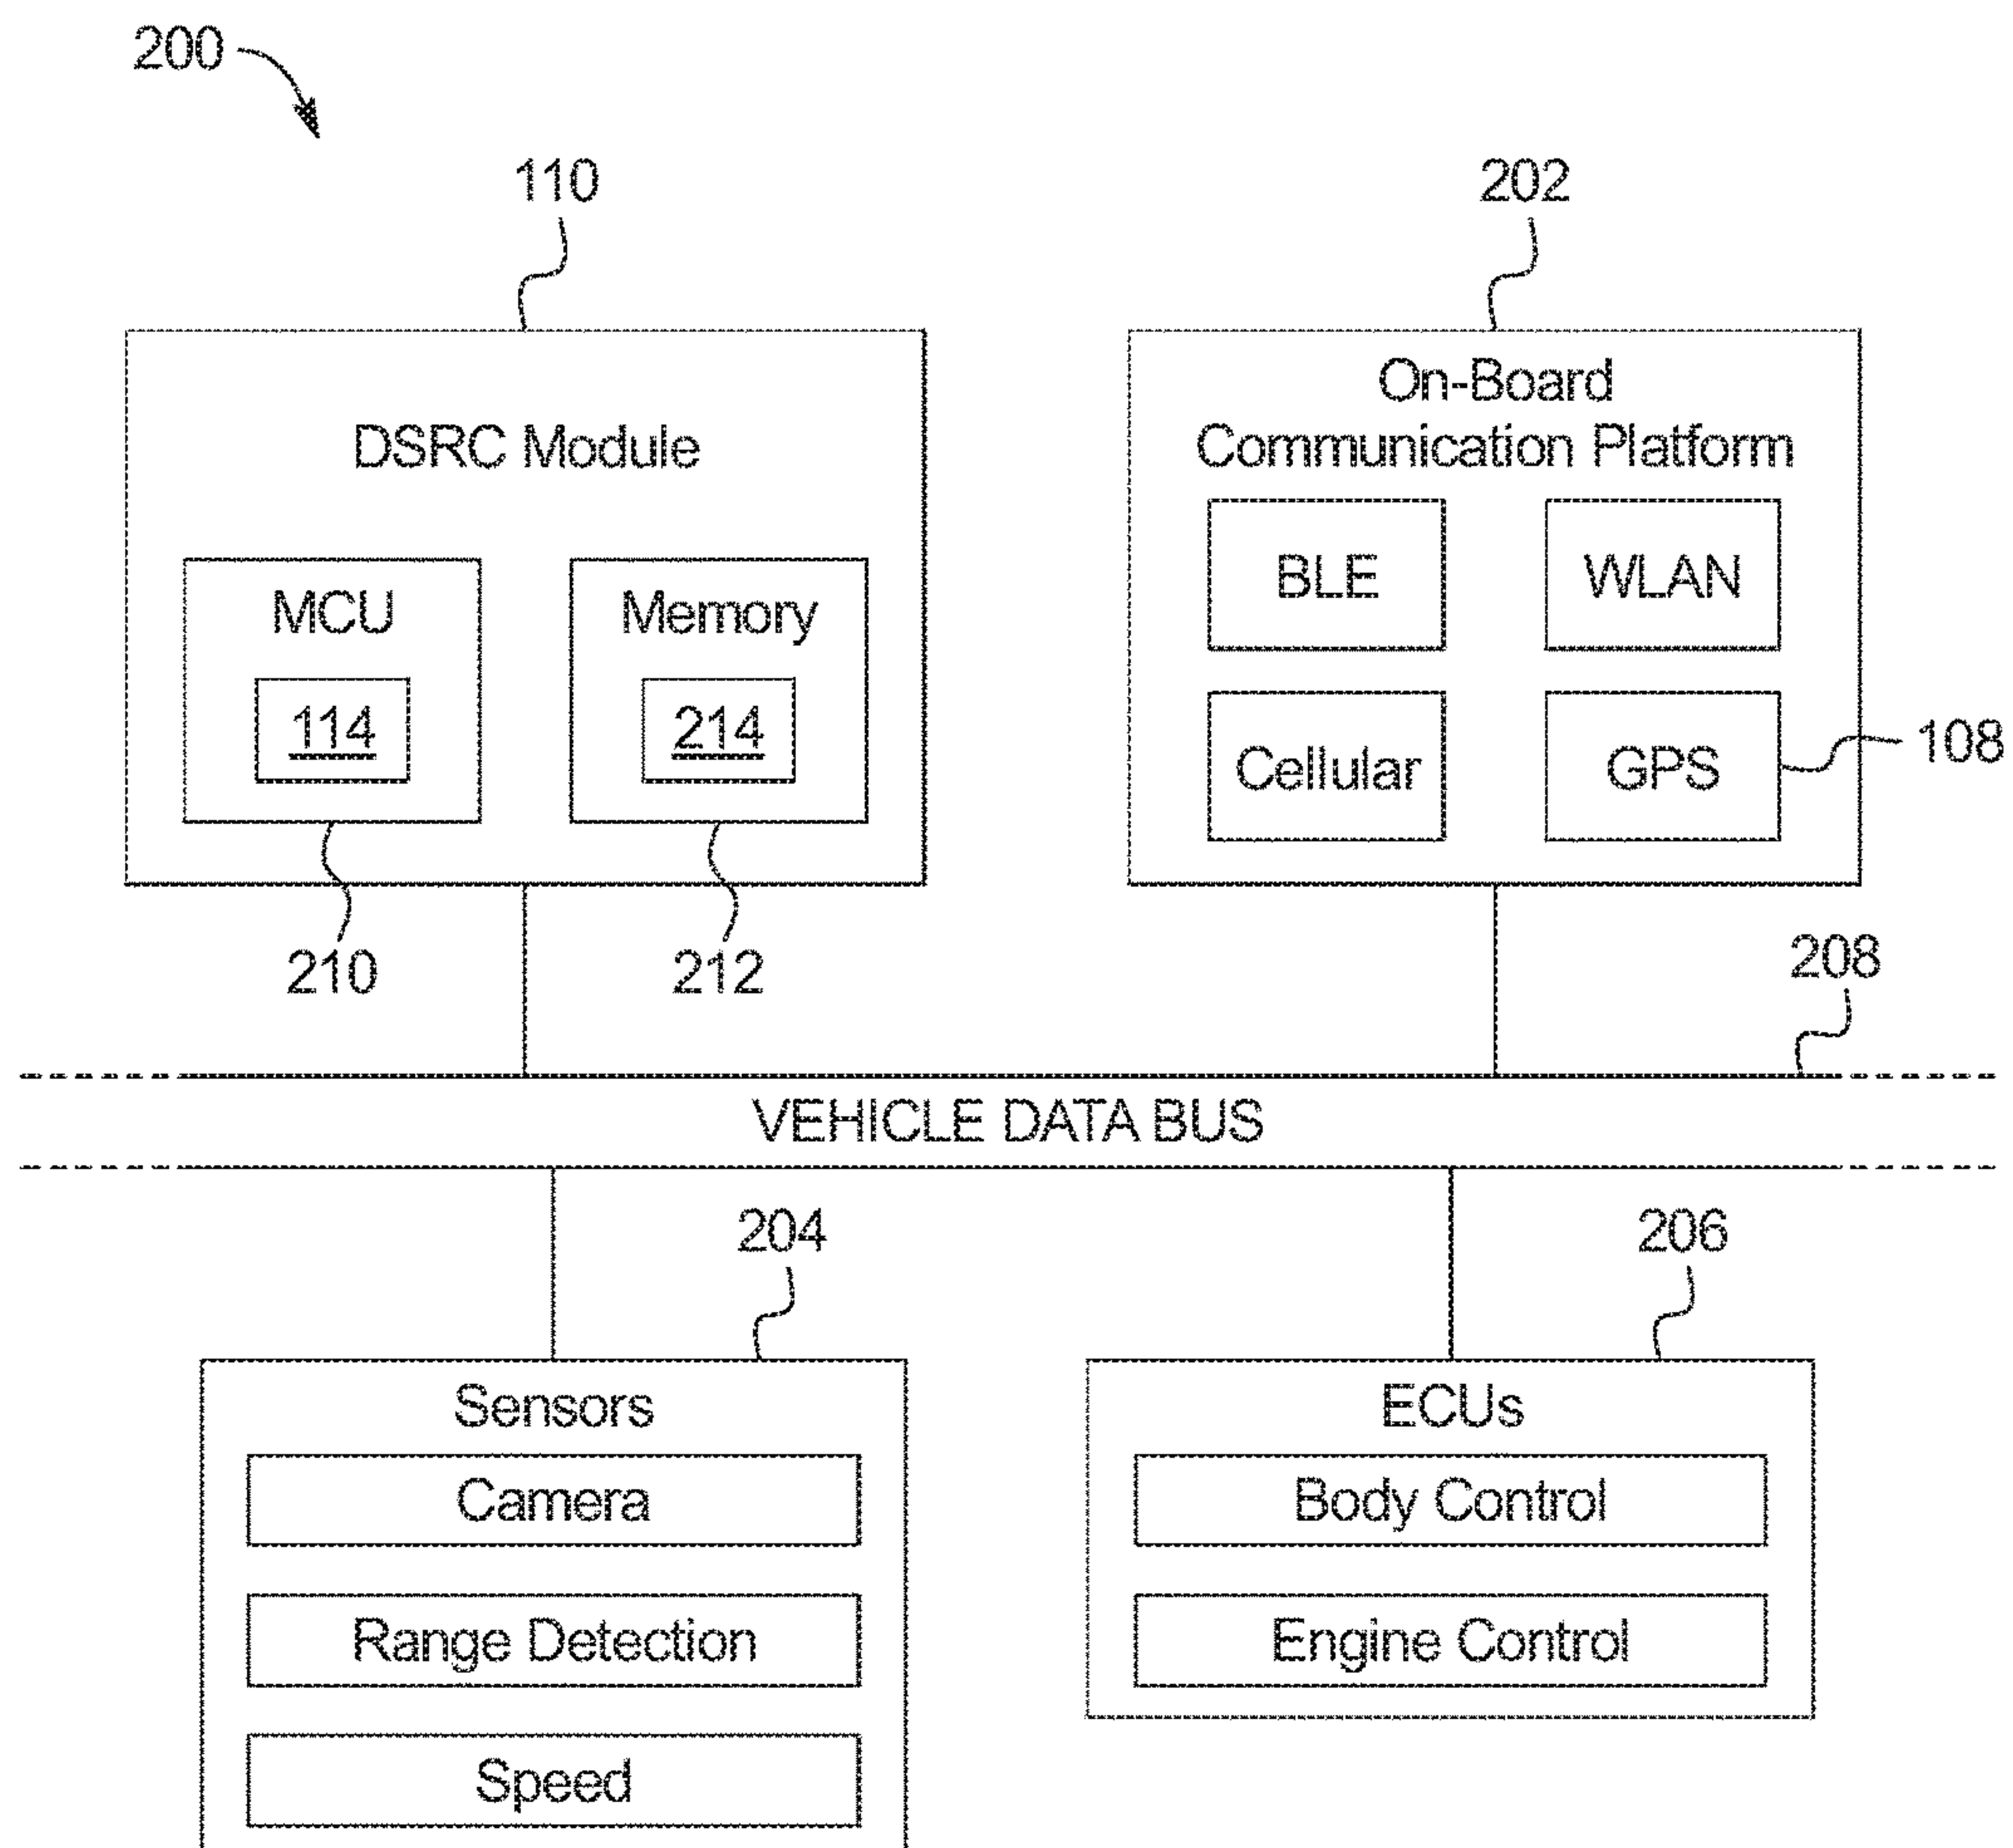 200
110
202
DSRC Module
On-Board
Communication Platform
MCU
114
Memory
214
BLE
WLAN
Cellular
GPS
108
210
212
208
VEHICLE DATA BUS
204
206
Sensors
Camera
Range Detection
Speed
ECUs
Body Control
Engine Control